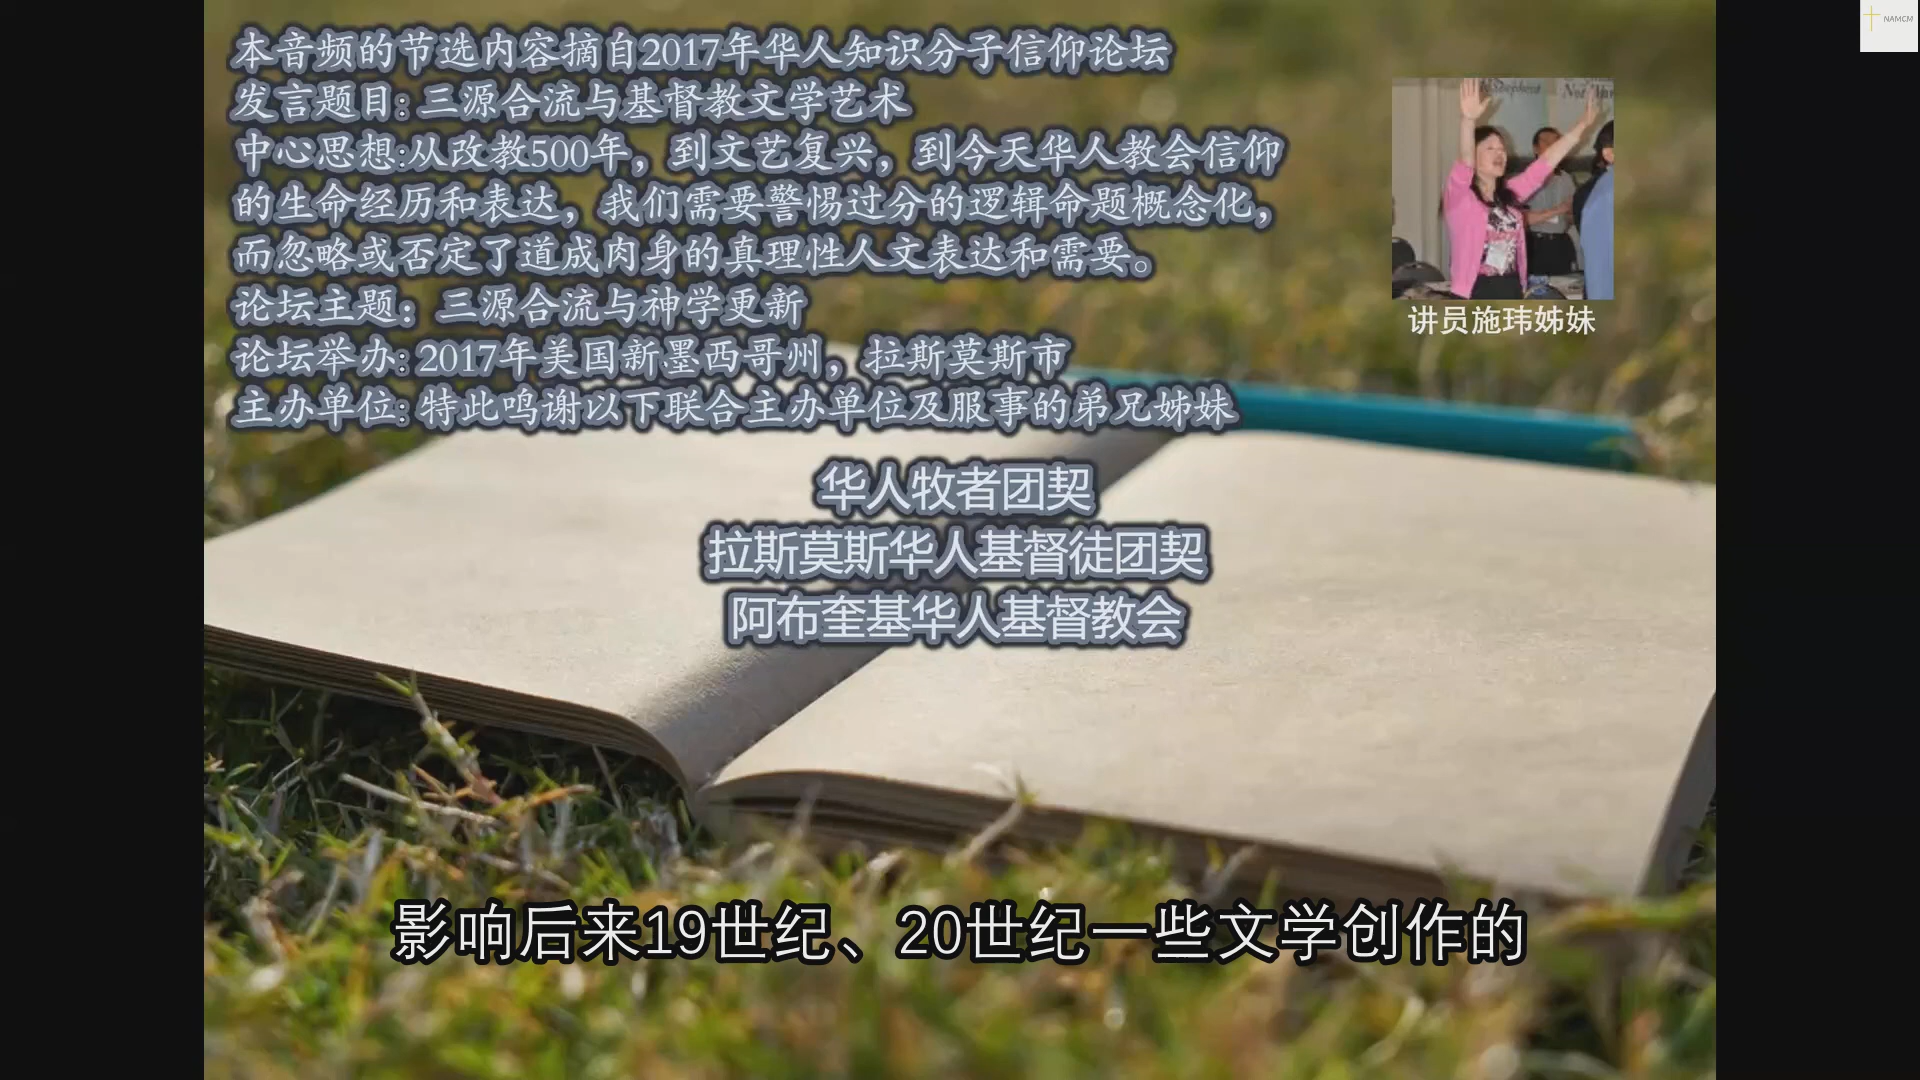 本音频的节选内容摘自2017年华人知识分子信仰论坛
发言题目: 三源合流与基督教文学艺术
中心思想:从改教500年，到文艺复兴，到今天华人教会信仰
的生命经历和表达，我们需要警惕过分的逻辑命题概念化，
而忽略或否定了道成肉身的真理性人文表达和需要。
论坛主题：三源合流与神学更新
论坛举办: 2017年美国新墨西哥州，拉斯莫斯市
主办单位: 特此鸣谢以下联合主办单位及服事的弟兄姊妹
华人牧者团契
拉斯莫斯华人基督徒团契
阿布奎基华人基督教会
讲员施玮姊妹
影响后来19世纪、20世纪一些文学创作的
NAMCM